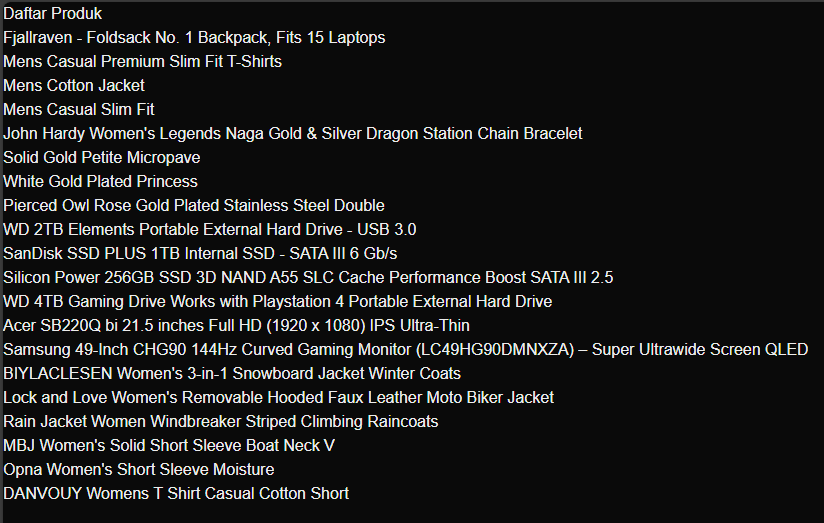 Daftar Produk
Fjallraven - Foldsack No. 1 Backpack, Fits 15 Laptops
Mens Casual Premium Slim Fit T-Shirts
Mens Cotton Jacket
Mens Casual Slim Fit
John Hardy Women's Legends Naga Gold & Silver Dragon Station Chain Bracelet
Solid Gold Petite Micropave
White Gold Plated Princess
Pierced Owl Rose Gold Plated Stainless Steel Double
WD 2TB Elements Portable External Hard Drive - USB 3.0
SanDisk SSD PLUS 1TB Internal SSD - SATA III 6 Gb/s
Silicon Power 256GB SSD 3D NAND A55 SLC Cache Performance Boost SATA III 2.5
WD 4TB Gaming Drive Works with Playstation 4 Portable External Hard Drive
Acer SB220Q bi 21.5 inches Full HD (1920 x 1080) IPS Ultra-Thin
Samsung 49-Inch CHG90 144Hz Curved Gaming Monitor (LC49HG90DMNXZA) – Super Ultrawide Screen QLED
BIYLACLESEN Women's 3-in-1 Snowboard Jacket Winter Coats
Lock and Love Women's Removable Hooded Faux Leather Moto Biker Jacket
Rain Jacket Women Windbreaker Striped Climbing Raincoats
MBJ Women's Solid Short Sleeve Boat Neck V
Opna Women's Short Sleeve Moisture
DANVOUY Womens T Shirt Casual Cotton Short